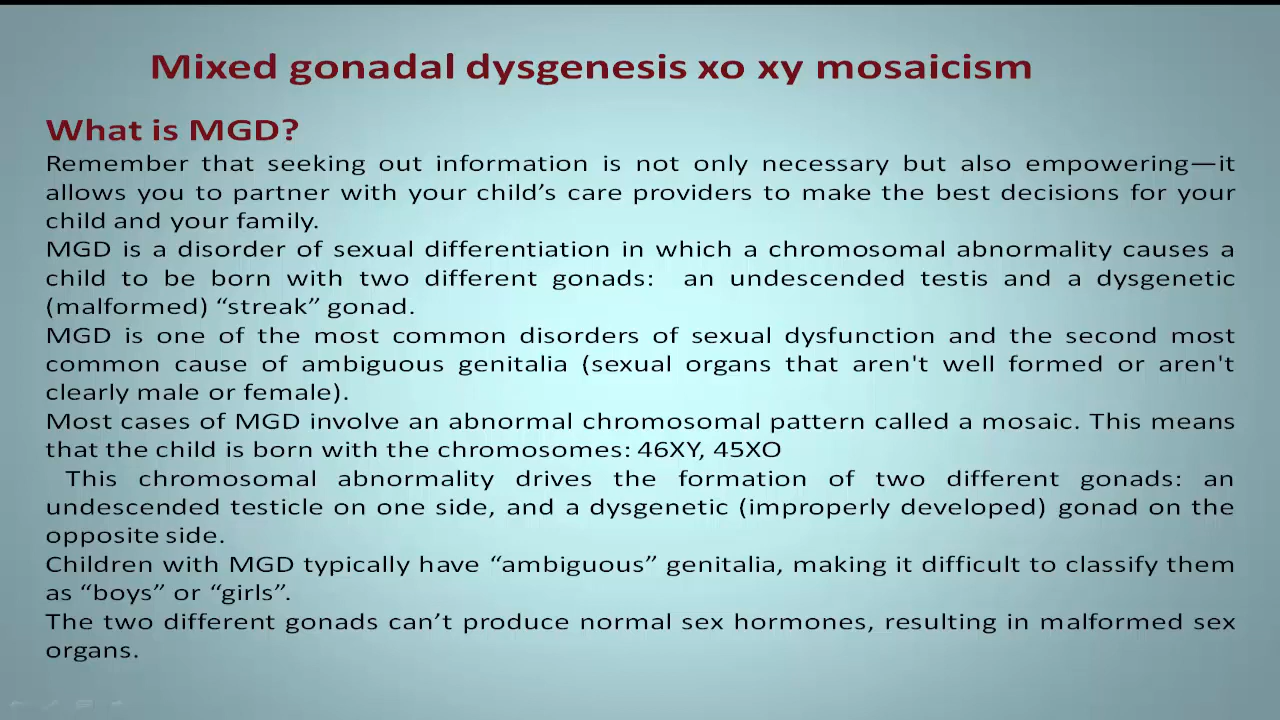 Mixed gonadal dysgenesis xo xy mosaicism
What is MGD?
Remember that seeking out information is not only necessary but also empowering—it
allows you to partner with your child’s care providers to make the best decisions for your
child and your family.
MGD is a disorder of sexual differentiation in which a chromosomal abnormality causes a
child to be born with two different gonads:  an undescended testis and a dysgenetic
(malformed) “streak” gonad.
MGD is one of the most common disorders of sexual dysfunction and the second most
common cause of ambiguous genitalia (sexual organs that aren't well formed or aren't
clearly male or female).
Most cases of MGD involve an abnormal chromosomal pattern called a mosaic. This means
that the child is born with the chromosomes: 46XY, 45XO
This chromosomal abnormality drives the formation of two different gonads: an
undescended testicle on one side, and a dysgenetic (improperly developed) gonad on the
opposite side.
Children with MGD typically have “ambiguous” genitalia, making it difficult to classify them
as “boys” or “girls”.
The two different gonads can’t produce normal sex hormones, resulting in malformed sex
organs.